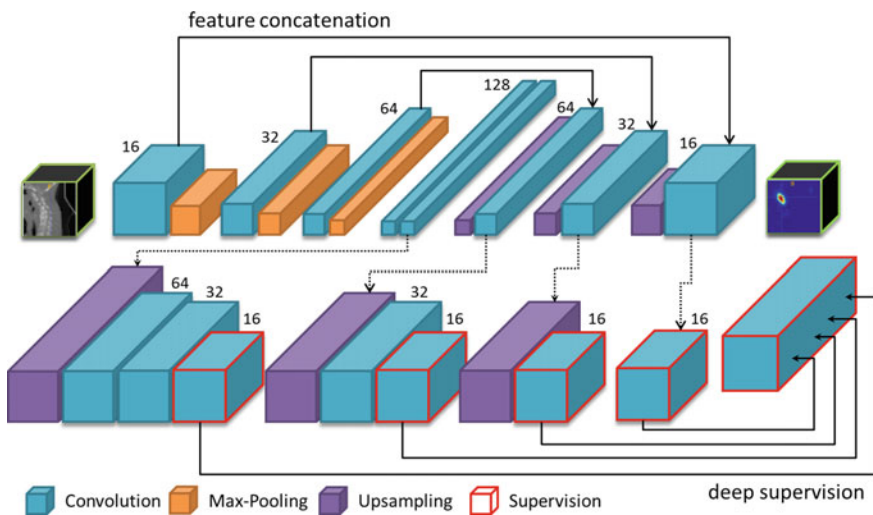 feature concatenation
16
32
64
128
64
32
16
64
32
16
32
16
16
16
Convolution
Max-Pooling
Upsampling
Supervision
deep supervision